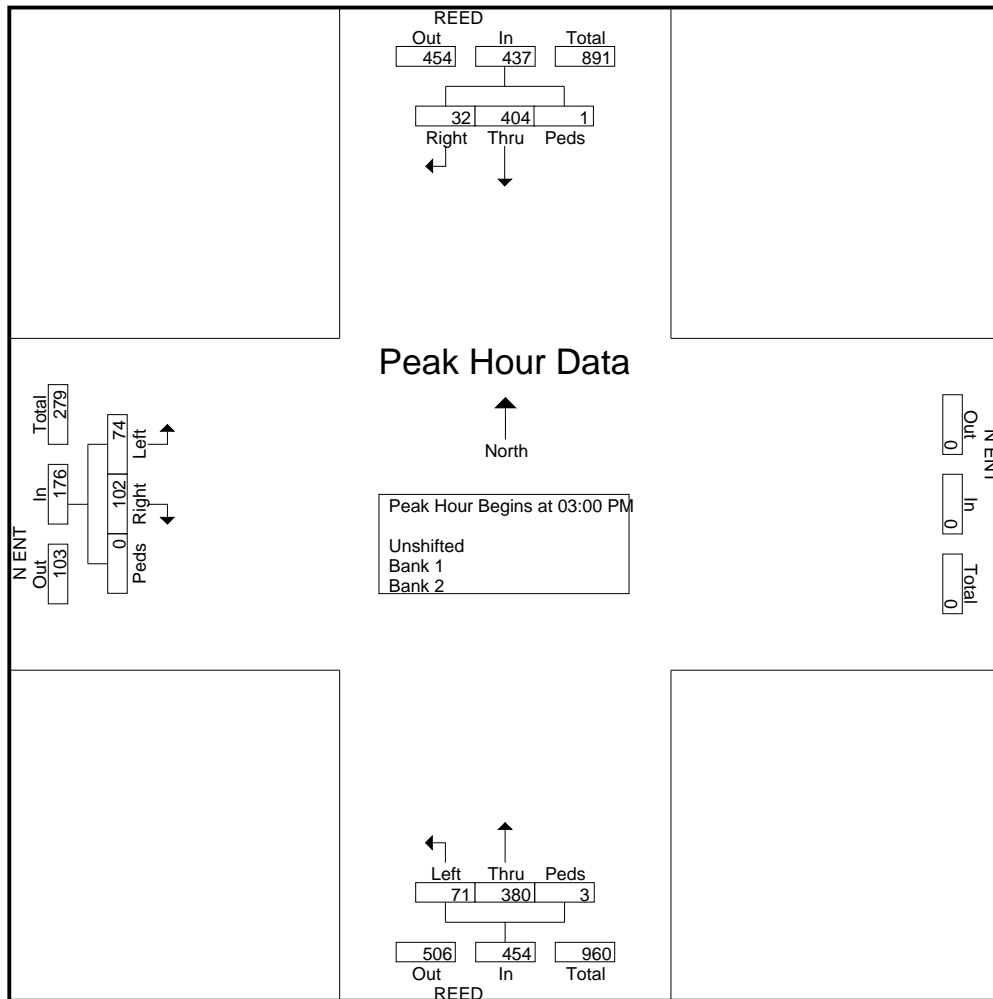 REED
Out In Total
454 437 891
32 404 1
Right Thru Peds
Peak Hour Data
North
Peak Hour Begins at 03:00 PM
Unshifted
Bank 1
Bank 2
Total In Out
279 176 103
N ENT
74 102 0
Left Right Peds
N ENT
Out In Total
0 0 0
Left Thru Peds
71 380 3
506 454 960
Out In Total
REED